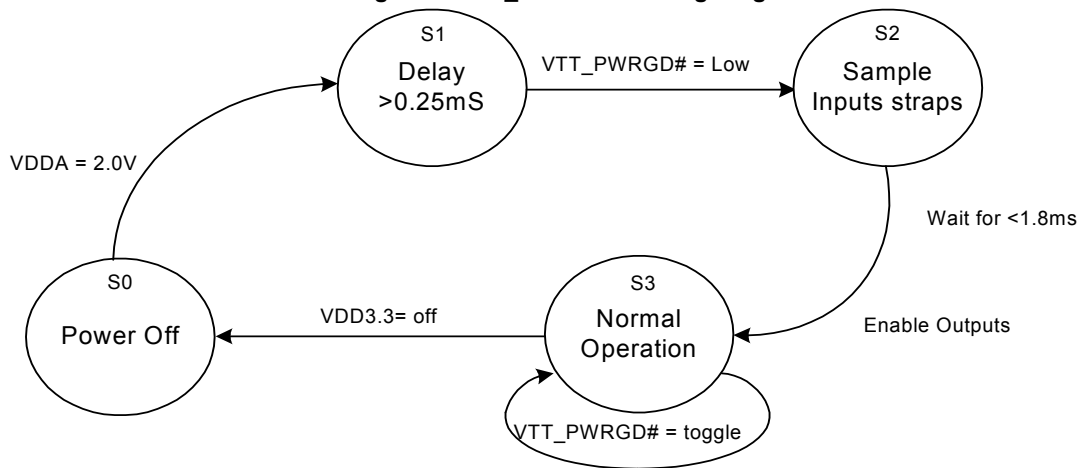 S1
Delay
>0.25mS
VTT_PWRGD# = Low
S2
Sample
Inputs straps
VDDA = 2.0V
Wait for <1.8ms
S0
Power Off
VDD3.3= off
S3
Normal
Operation
Enable Outputs
VTT_PWRGD# = toggle